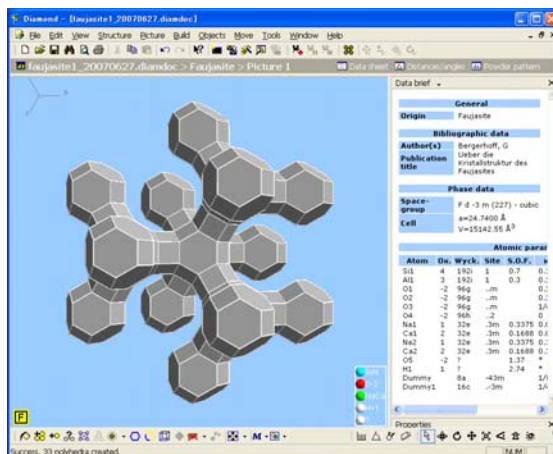 Diamond - [faujasite1_20070627.diamdoc]
File Edit View Structure Picture Build Objects Move Tools Window Help
faujasite1_20070627.diamdoc > Faujasite > Picture 1
Data sheet Distances/angles Powder pattern
Data brief
General
Origin Faujasite
Bibliographic data
Author(s) Bergerhoff, G
Publication title Ueber die
Kristallstruktur des
Faujasites
Phase data
Space-group F d -3 m (227) - cubic
Cell a=24.7400 Å
V=15142.55 Å3
Atomic param
Atom Ox. Wyck. Site S.O.F.
Si1 4 192i 1 0.7
Al1 3 192i 1 0.3
O1 -2 96g ..m
O2 -2 96g ..m
O3 -2 96g ..m
O4 -2 96h ..2
Na1 1 32e .3m 0.3375
Ca1 2 32e .3m 0.1688
Na2 1 32e .3m 0.3375
Ca2 2 32e .3m 0.1688
O5 -2 ? 1.37 *
H1 1 ? 2.74 *
Dummy 8a -43m
Dummy1 16c .-3m
F
Properties
Success, 33 polyhedra created.
NUM